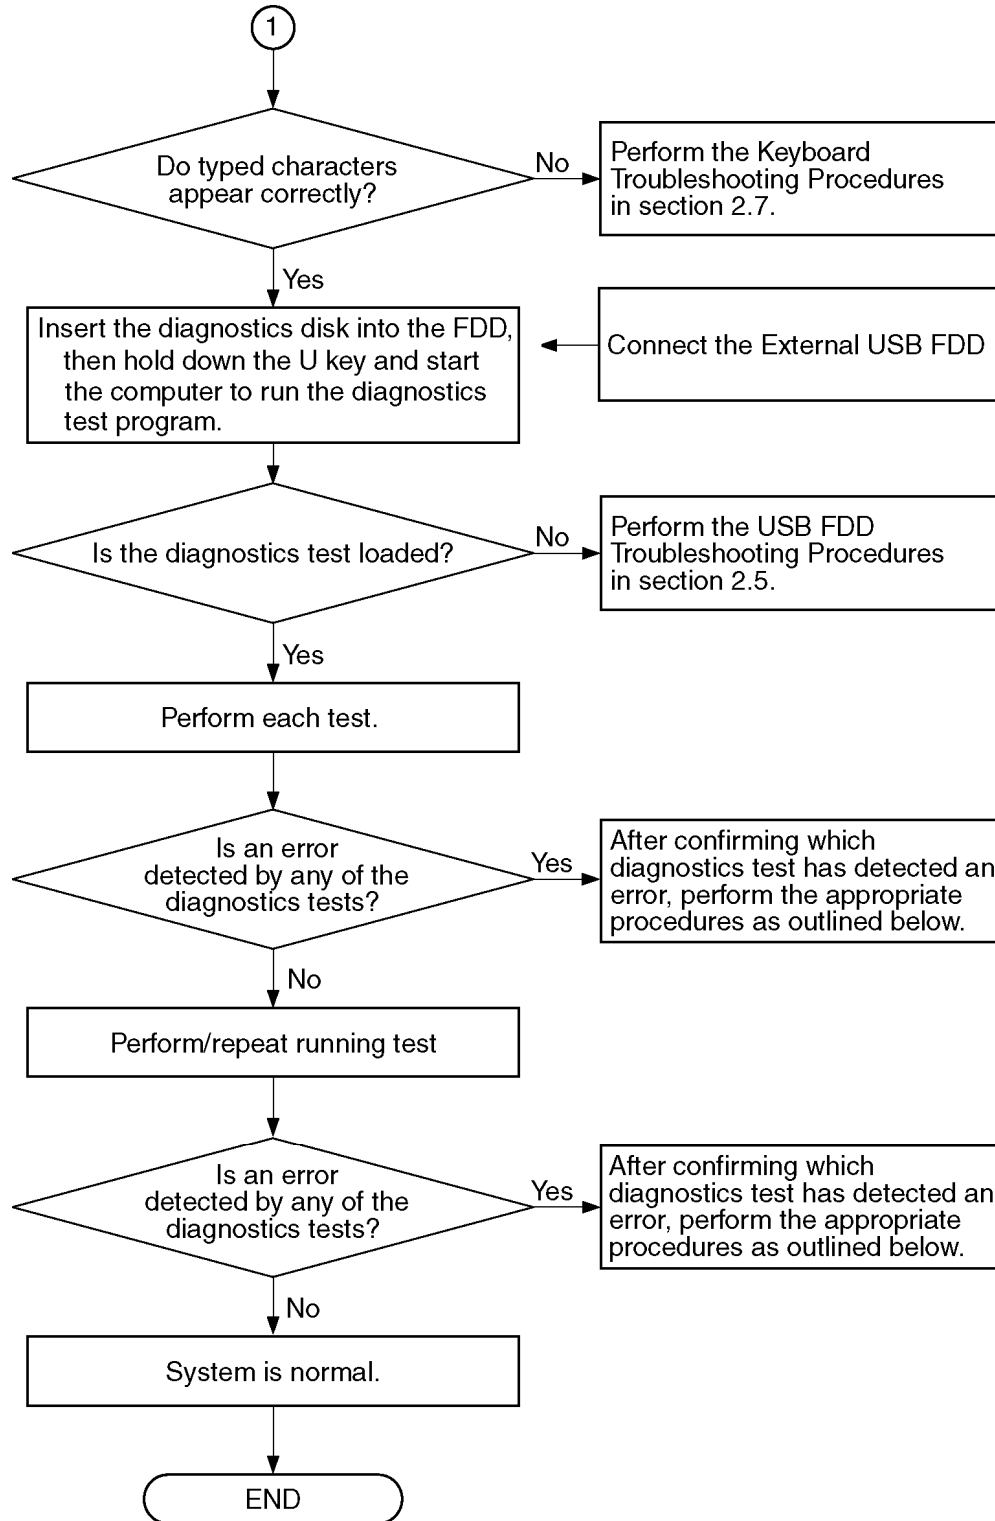 1
Do typed characters
appear correctly?
No
Perform the Keyboard
Troubleshooting Procedures
in section 2.7.
Yes
Insert the diagnostics disk into the FDD,
then hold down the U key and start
the computer to run the diagnostics
test program.
Connect the External USB FDD
Is the diagnostics test loaded?
No
Perform the USB FDD
Troubleshooting Procedures
in section 2.5.
Yes
Perform each test.
Is an error
detected by any of the
diagnostics tests?
Yes
After confirming which
diagnostics test has detected an
error, perform the appropriate
procedures as outlined below.
No
Perform/repeat running test
Is an error
detected by any of the
diagnostics tests?
Yes
After confirming which
diagnostics test has detected an
error, perform the appropriate
procedures as outlined below.
No
System is normal.
END